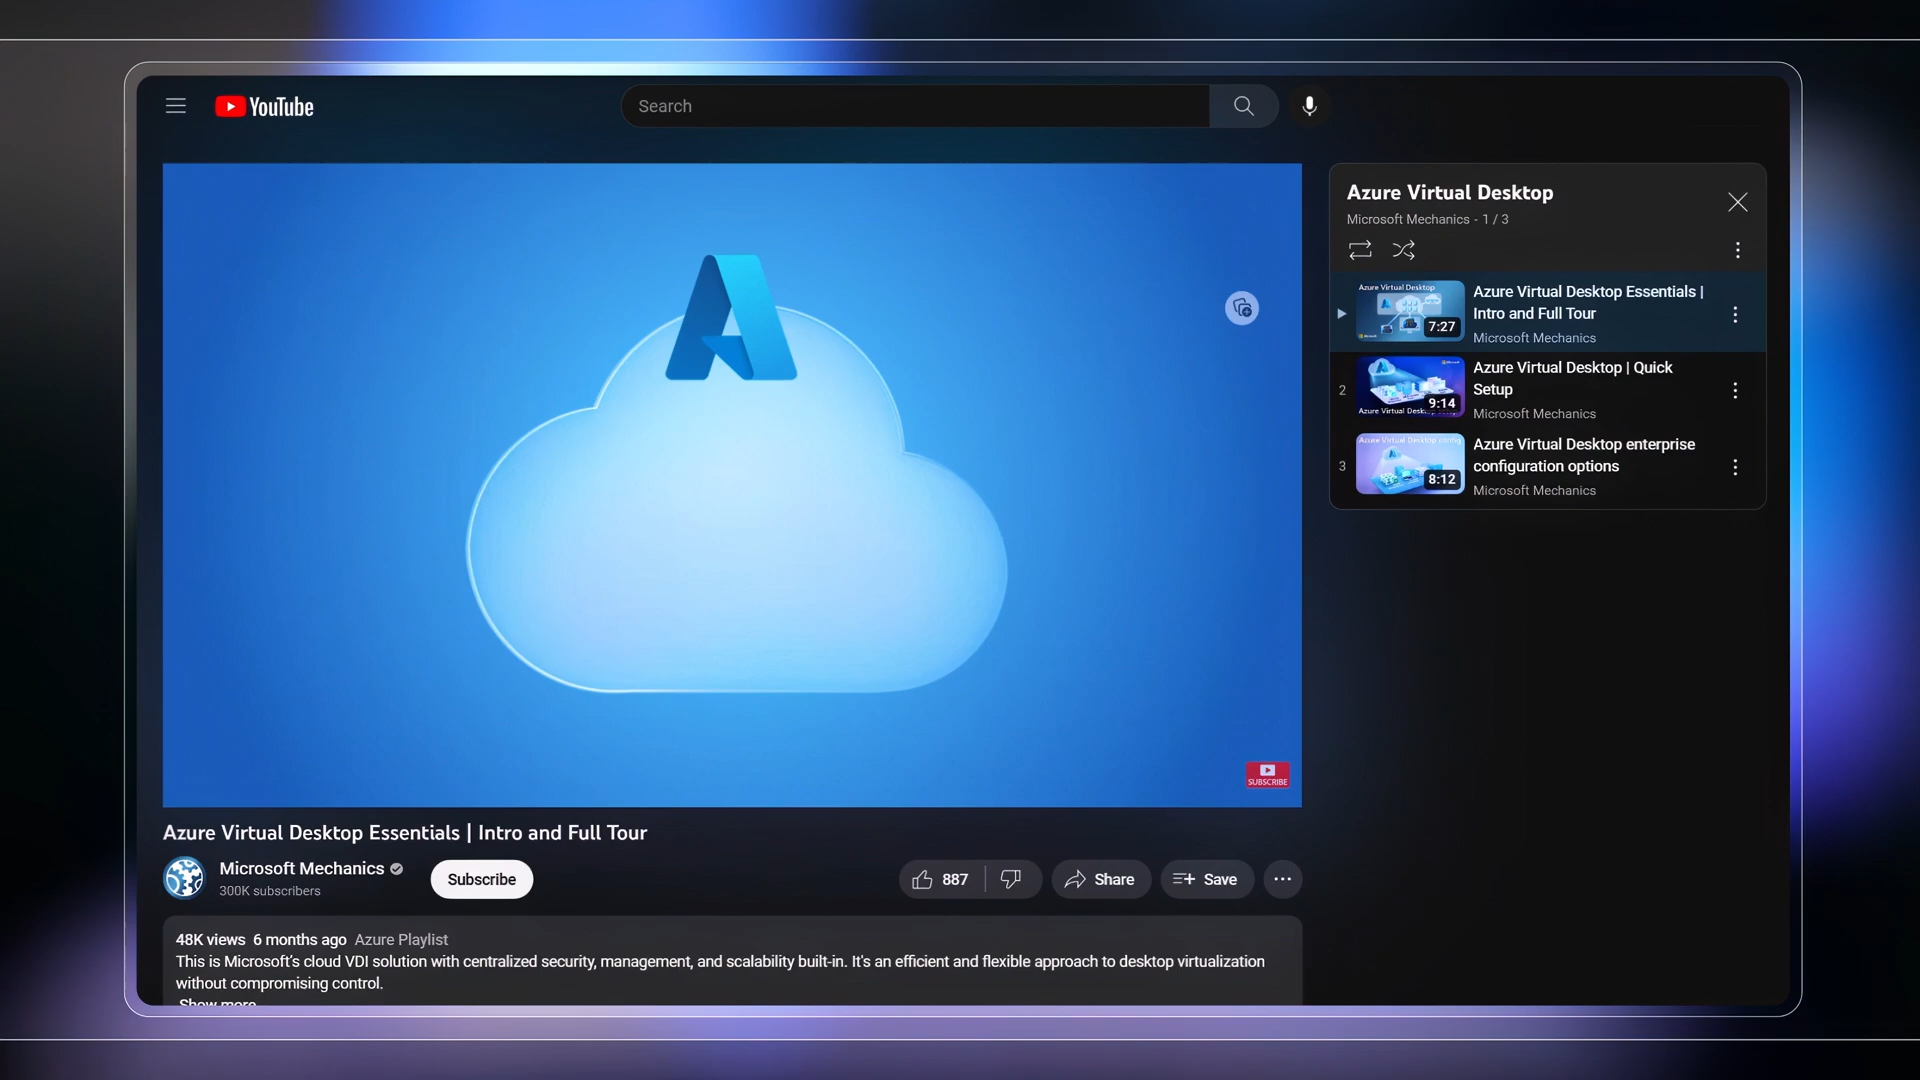 YouTube
Search
SUBSCRIBE
Azure Virtual Desktop Essentials | Intro and Full Tour
Microsoft Mechanics
300K subscribers
Subscribe
887
Share
Save
48K views 6 months ago Azure Playlist
This is Microsoft's cloud VDI solution with centralized security, management, and scalability built-in. It's an efficient and flexible approach to desktop virtualization
without compromising control.
Show more
Azure Virtual Desktop
Microsoft Mechanics - 1 / 3
Azure Virtual Desktop
7:27
Azure Virtual Desktop Essentials |
Intro and Full Tour
Microsoft Mechanics
2
9:14
Azure Virtual Desktop | Quick
Setup
Microsoft Mechanics
3
Azure Virtual Desktop
8:12
Azure Virtual Desktop enterprise
configuration options
Microsoft Mechanics